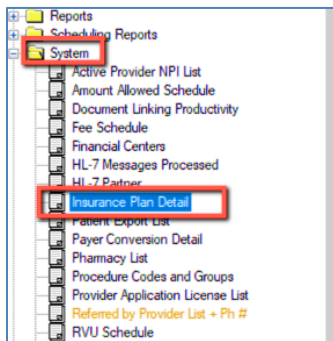 Reports
Scheduling Reports
System
Active Provider NPI List
Amount Allowed Schedule
Document Linking Productivity
Fee Schedule
Financial Centers
HL-7 Messages Processed
HL-7 Partner
Insurance Plan Detail
Patient Export List
Payer Conversion Detail
Pharmacy List
Procedure Codes and Groups
Provider Application License List
Referred by Provider List + Ph #
RVU Schedule